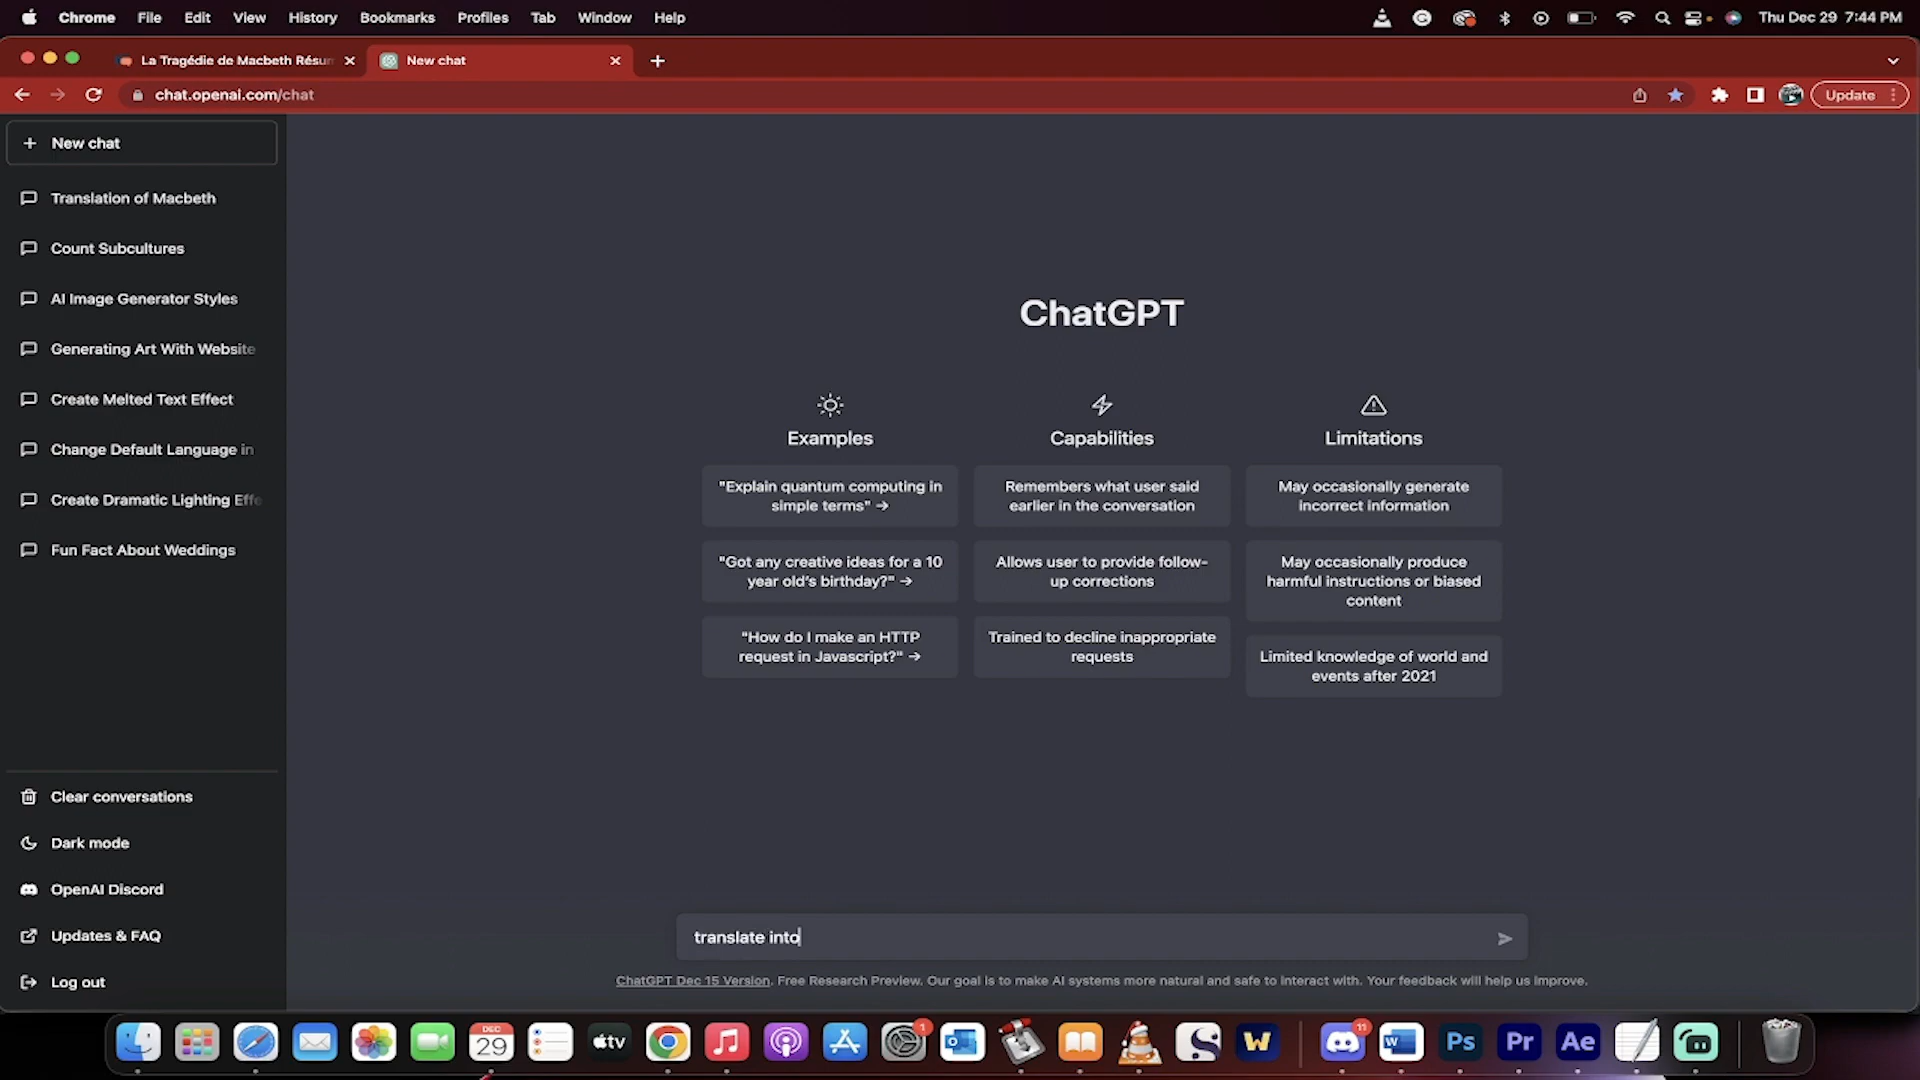 Chrome File Edit View History Bookmarks Profiles Tab Window Help
Thu Dec 29 7:44 PM
La Tragédie de Macbeth Résu
New chat
chat.openai.com/chat
Update
New chat
Translation of Macbeth
Count Subcultures
AI Image Generator Styles
Generating Art With Website
Create Melted Text Effect
Change Default Language in
Create Dramatic Lighting Effe
Fun Fact About Weddings
Clear conversations
Dark mode
OpenAI Discord
Updates & FAQ
Log out
ChatGPT
Examples
"Explain quantum computing in
simple terms" →
"Got any creative ideas for a 10
year old's birthday?" →
"How do I make an HTTP
request in Javascript?" →
Capabilities
Remembers what user said
earlier in the conversation
Allows user to provide follow-
up corrections
Trained to decline inappropriate
requests
Limitations
May occasionally generate
incorrect information
May occasionally produce
harmful instructions or biased
content
Limited knowledge of world and
events after 2021
translate into
ChatGPT Dec 15 Version. Free Research Preview. Our goal is to make AI systems more natural and safe to interact with. Your feedback will help us improve.
DEC
29
tv
1
W
11
W
Ps
Pr
Ae